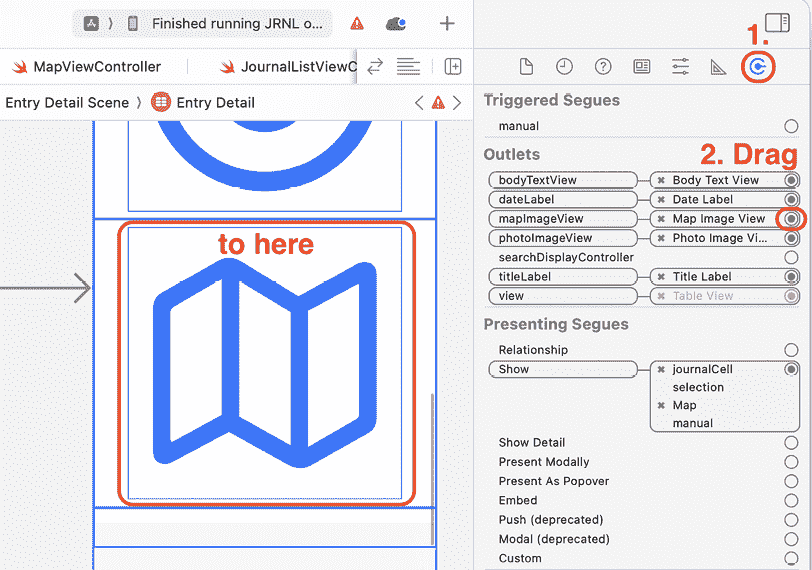 Finished running JRNL o...
1.
MapViewController
JournalListViewC
Entry Detail Scene
Entry Detail
Triggered Segues
manual
2. Drag
Outlets
bodyTextView
Body Text View
dateLabel
Date Label
mapImageView
Map Image View
photoImageView
Photo Image Vi...
searchDisplayController
titleLabel
Title Label
view
Table View
to here
Presenting Segues
Relationship
Show
journalCell
selection
Map
manual
Show Detail
Present Modally
Present As Popover
Embed
Push (deprecated)
Modal (deprecated)
Custom